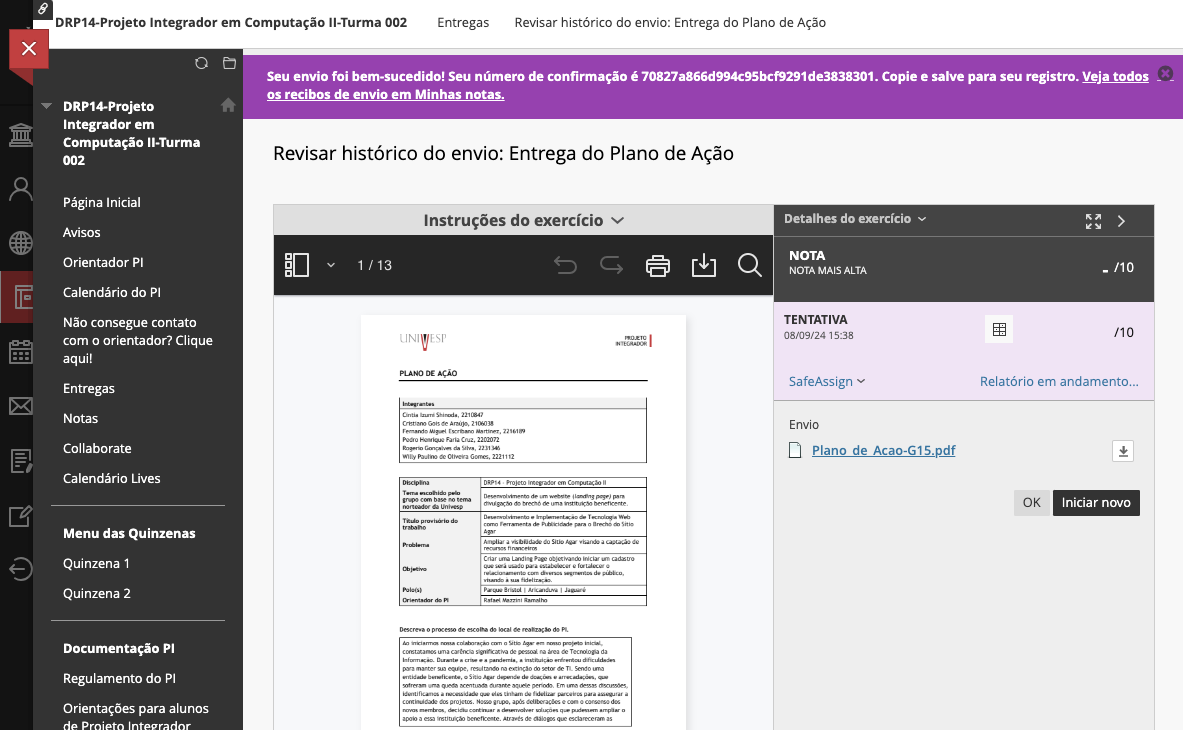 DRP14-Projeto Integrador em Computação II-Turma 002 Entregas Revisar histórico do envio: Entrega do Plano de Ação
Seu envio foi bem-sucedido! Seu número de confirmação é 70827a866d994c95bcf9291de3838301. Copie e salve para seu registro. Veja todos
os recibos de envio em Minhas notas.
DRP14-Projeto
Integrador em
Computação II-Turma
002
Página Inicial
Avisos
Orientador PI
Calendário do PI
Não consegue contato
com o orientador? Clique
aqui!
Entregas
Notas
Collaborate
Calendário Lives
Menu das Quinzenas
Quinzena 1
Quinzena 2
Documentação PI
Regulamento do PI
Orientações para alunos
de Projeto Integrador
Revisar histórico do envio: Entrega do Plano de Ação
Instruções do exercício
1 / 13
UNIVESP
PROJETO
INTEGRADOR
PLANO DE AÇÃO
Integrantes
Cintia Izumi Shinoda, 2210847
Cristiano Gois de Araújo, 2106038
Fernando Miguel Escribano Martinez, 2216189
Pedro Henrique Faria Cruz, 2202072
Rogerio Gonçalves da Silva, 2231346
Willy Paulino de Oliveira Gomes, 2221112
Disciplina DRP14 - Projeto Integrador em Computação II
Tema escolhido pelo
grupo com base no tema
norteador da Univesp
Desenvolvimento de um website (landing page) para
divulgação do brechó de uma instituição beneficente.
Título provisório do
trabalho
Desenvolvimento e Implementação de Tecnologia Web
como Ferramenta de Publicidade para o Brechó do Sítio
Agar
Problema
Ampliar a visibilidade do Sítio Agar visando a captação de
recursos financeiros
Objetivo
Criar uma Landing Page objetivando iniciar um cadastro
que será usado para estabelecer e fortalecer o
relacionamento com diversos segmentos de público,
visando à sua fidelização.
Polo(s) Parque Bristol | Aricanduva | Jaguaré
Orientador do PI Rafael Mazzini Ramalho
Descreva o processo de escolha do local de realização do PI.
Ao iniciarmos nossa colaboração com o Sítio Agar em nosso projeto inicial,
constatamos uma carência significativa de pessoal na área de Tecnologia da
Informação. Durante a crise e a pandemia, a instituição enfrentou dificuldades
para manter sua equipe, resultando na extinção do setor de TI. Sendo uma
entidade beneficente, o Sítio Agar depende de doações e arrecadações, que
sofreram uma queda acentuada durante aquele período. Em uma dessas discussões,
identificamos a necessidade que eles tinham de fidelizar parceiros para assegurar a
continuidade dos projetos. Nosso grupo, após deliberações e com o consenso dos
novos membros, decidiu continuar a desenvolver soluções que pudessem ampliar o
apoio a essa instituição beneficente. Através de diálogos que esclareceram as
Detalhes do exercício
NOTA
NOTA MAIS ALTA
- /10
TENTATIVA
08/09/24 15:38
/10
SafeAssign Relatório em andamento...
Envio
Plano_de_Acao-G15.pdf
OK Iniciar novo